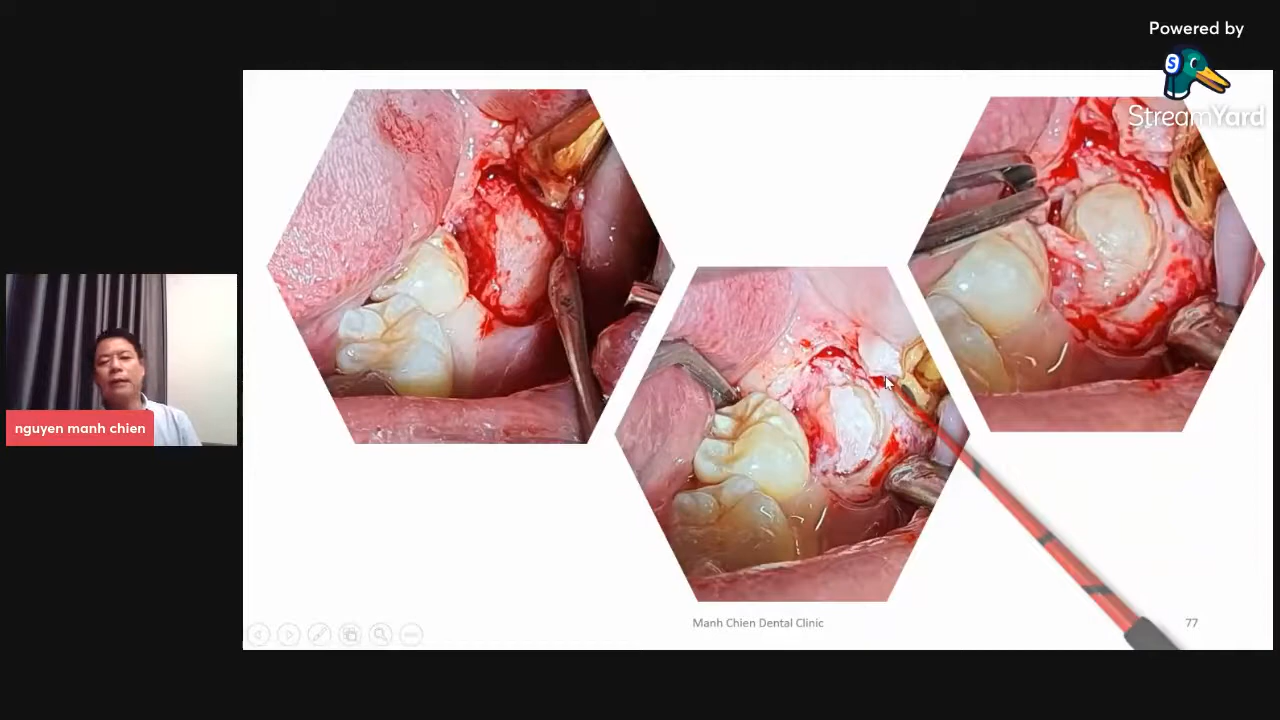 Powered by
S
StreamYard
nguyen manh chien
Manh Chien Dental Clinic
77